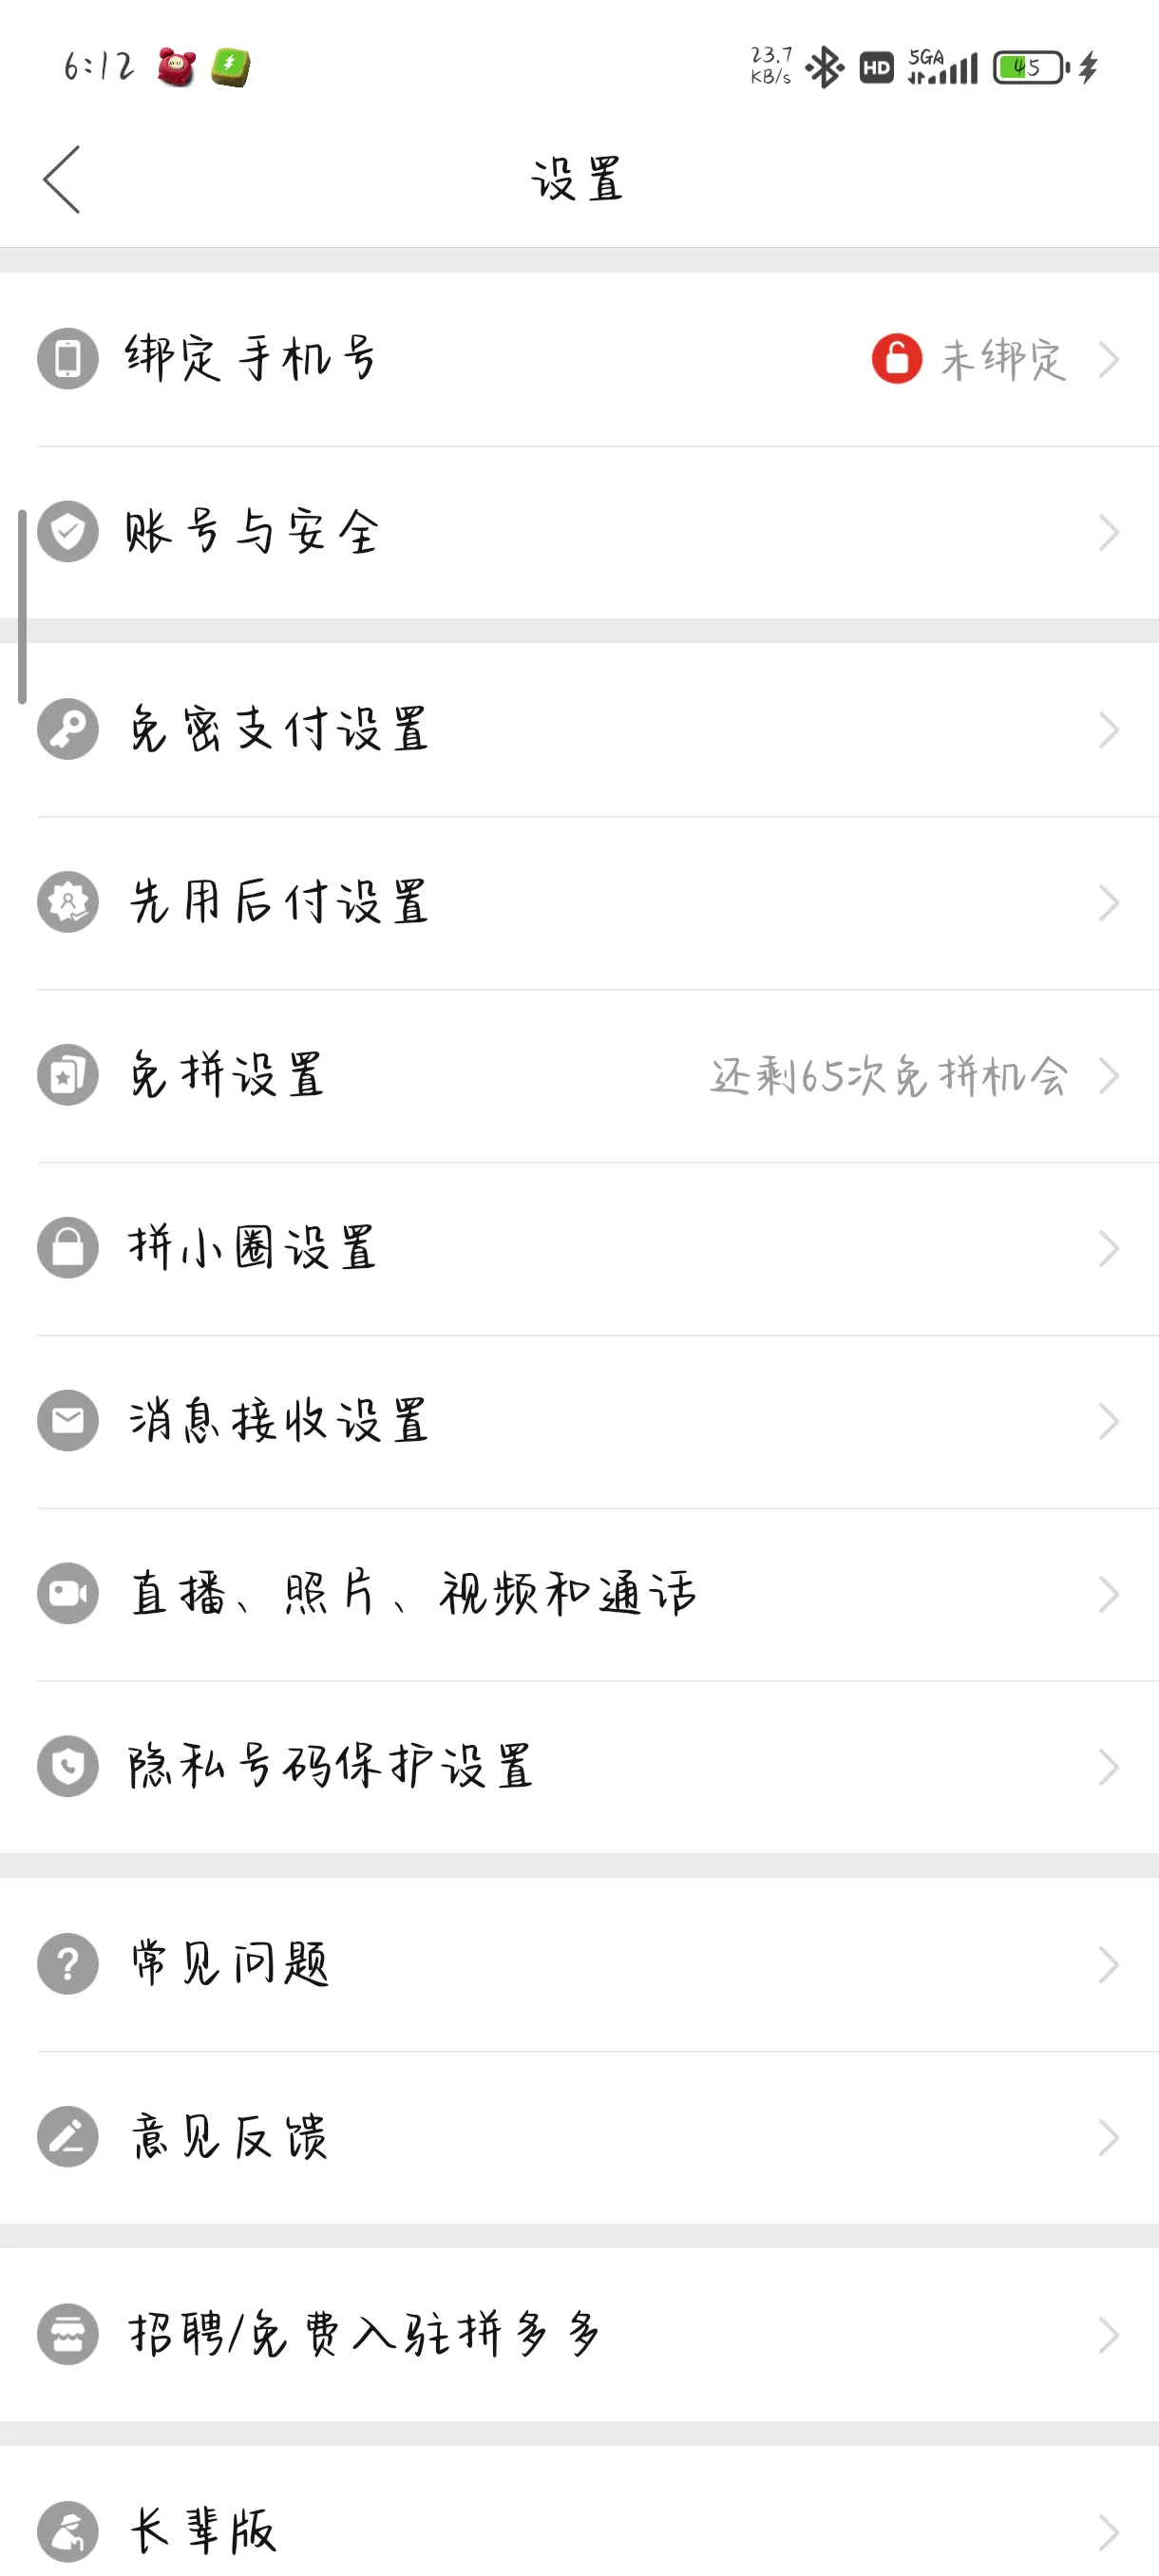 6:12
23.7
KB/s
HD
5GA
45
设置
绑定手机号
未绑定
账号与安全
免密支付设置
先用后付设置
免拼设置
还剩65次免拼机会
拼小圈设置
消息接收设置
直播、照片、视频和通话
隐私号码保护设置
常见问题
意见反馈
招聘/免费入驻拼多多
长辈版